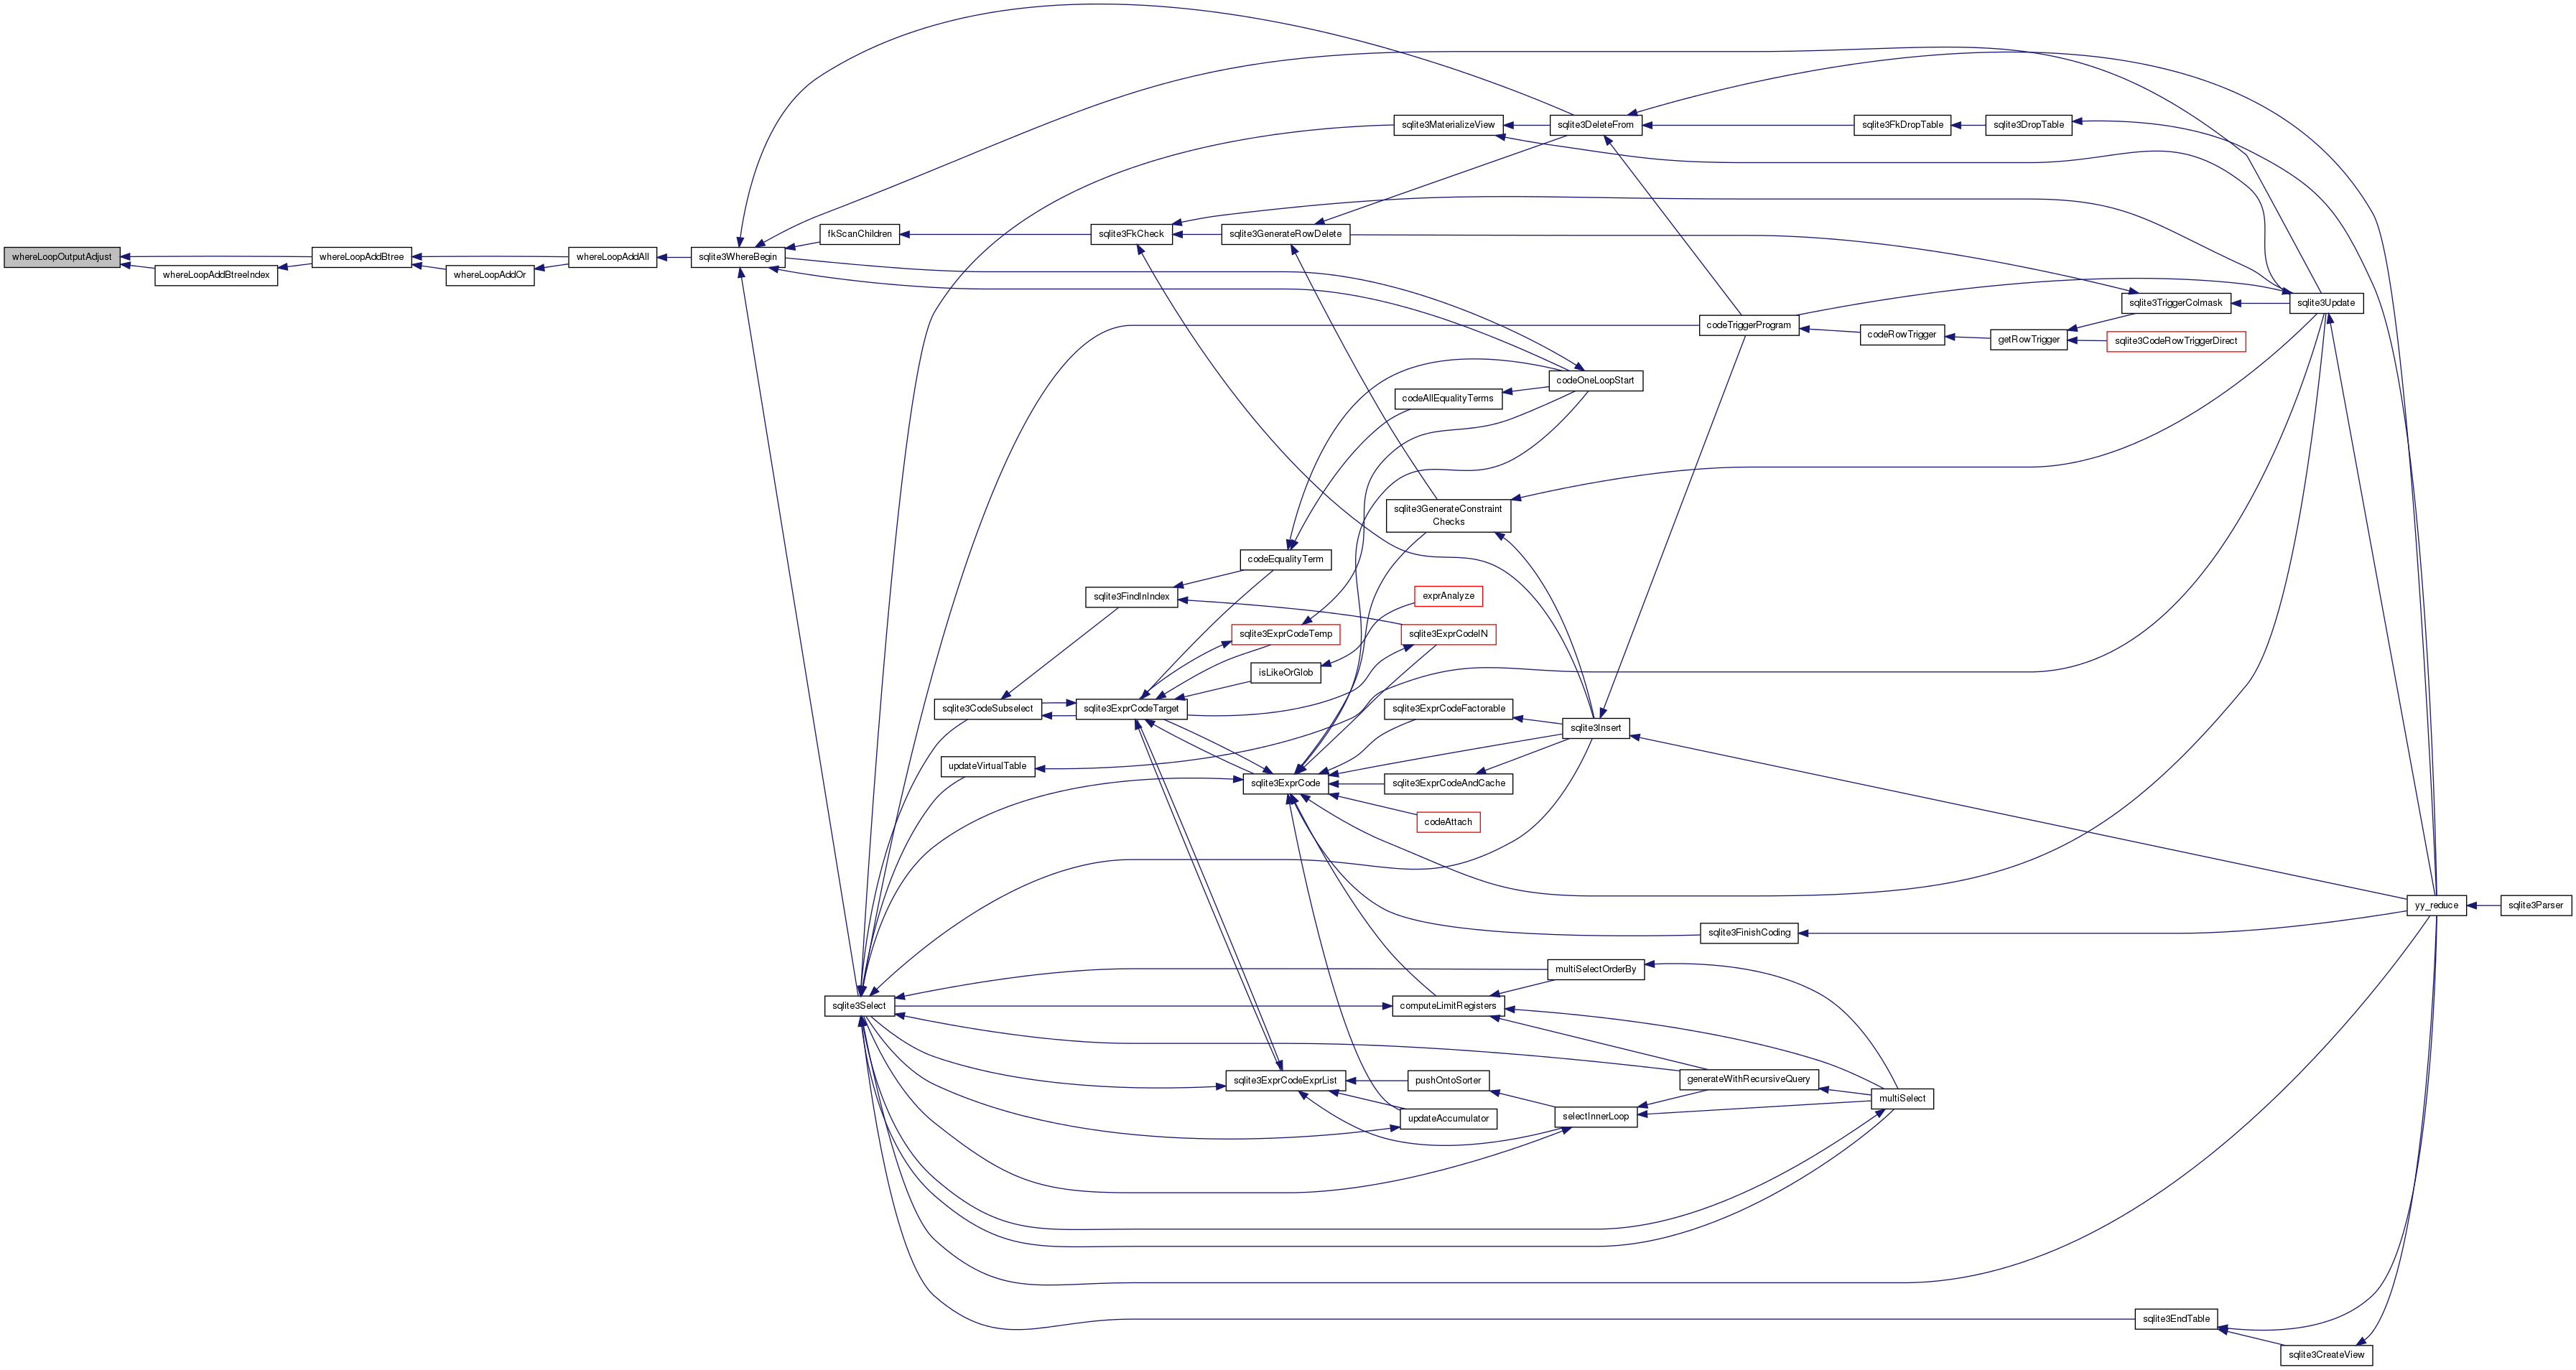 whereLoopOutputAdjust
whereLoopAddBtreeIndex
whereLoopAddBtree
whereLoopAddOr
whereLoopAddAll
sqlite3WhereBegin
fkScanChildren
sqlite3Select
sqlite3CodeSubselect
updateVirtualTable
sqlite3FkCheck
sqlite3FindInIndex
sqlite3ExprCodeTarget
sqlite3GenerateRowDelete
codeEqualityTerm
sqlite3ExprCodeTemp
isLikeOrGlob
sqlite3ExprCode
sqlite3ExprCodeExprList
sqlite3MaterializeView
codeAllEqualityTerms
sqlite3GenerateConstraint
Checks
exprAnalyze
sqlite3ExprCodeIN
sqlite3ExprCodeFactorable
sqlite3ExprCodeAndCache
codeAttach
computeLimitRegisters
pushOntoSorter
updateAccumulator
sqlite3DeleteFrom
codeOneLoopStart
sqlite3Insert
multiSelectOrderBy
selectInnerLoop
codeTriggerProgram
sqlite3FinishCoding
generateWithRecursiveQuery
sqlite3FkDropTable
codeRowTrigger
multiSelect
sqlite3DropTable
getRowTrigger
sqlite3TriggerColmask
sqlite3CodeRowTriggerDirect
sqlite3EndTable
sqlite3Update
sqlite3CreateView
yy_reduce
sqlite3Parser